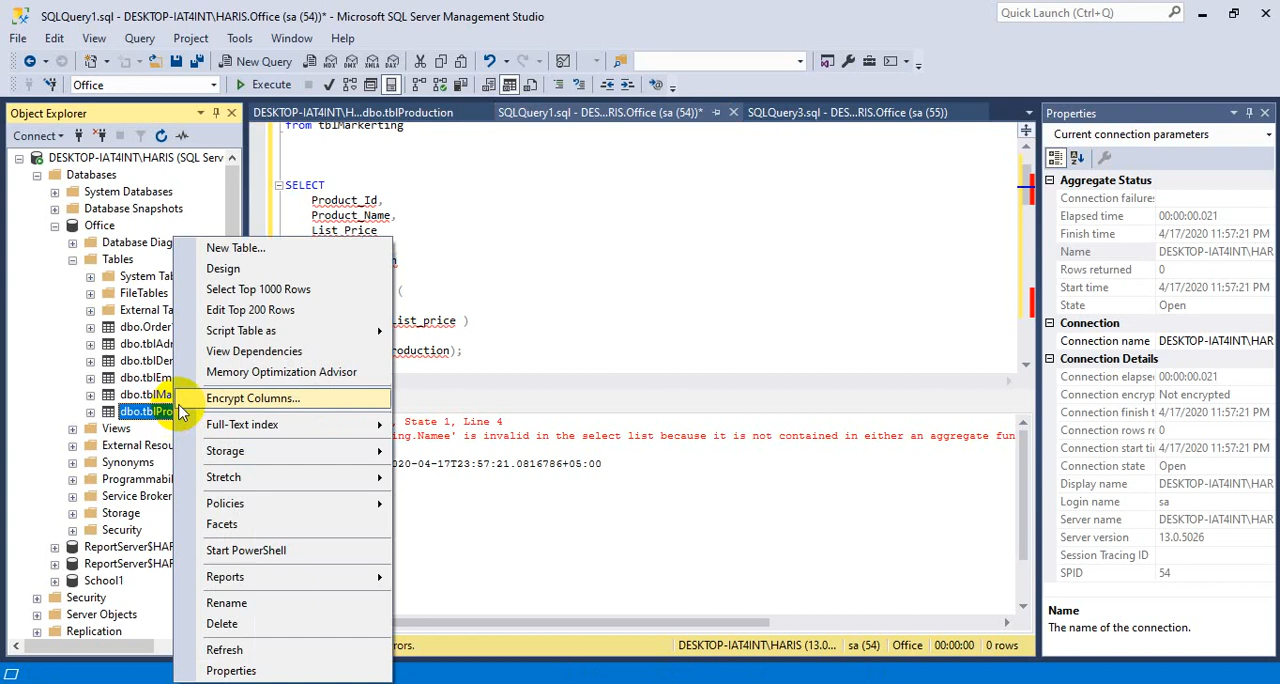 SQLQuery1.sql - DESKTOP-IAT4INT\HARIS.Office (sa (54))* - Microsoft SQL Server Management Studio
Quick Launch (Ctrl+Q)
File Edit View Query Project Tools Window Help
New Query MDX DMX XMLA DAX
Office Execute
Object Explorer
DESKTOP-IAT4INT\H...dbo.tblProduction SQLQuery1.sql - DES...RIS.Office (sa (54))* SQLQuery3.sql - DES...RIS.Office (sa (55))
Connect
DESKTOP-IAT4INT\HARIS (SQL Serv
Databases
System Databases
Database Snapshots
Office
Database Diag
Tables
System Tab
FileTables
External Ta
dbo.Order
dbo.tblAdr
dbo.tblDer
dbo.tblEm
dbo.tblMa
dbo.tblPro
Views
External Resou
Synonyms
Programmabi
Service Broker
Storage
Security
ReportServer$HAR
ReportServer$HAR
School1
Security
Server Objects
Replication
New Table...
Design
Select Top 1000 Rows
Edit Top 200 Rows
Script Table as
View Dependencies
Memory Optimization Advisor
Encrypt Columns...
Full-Text index
Storage
Stretch
Policies
Facets
Start PowerShell
Reports
Rename
Delete
Refresh
Properties
from tblMarkerting
SELECT
Product_Id,
Product_Name,
List_Price
(
ist_price )
roduction);
, State 1, Line 4
ing.Namee' is invalid in the select list because it is not contained in either an aggregate fun
020-04-17T23:57:21.0816786+05:00
rors. DESKTOP-IAT4INT\HARIS (13.0... sa (54) Office 00:00:00 0 rows
Properties
Current connection parameters
Aggregate Status
Connection failures
Elapsed time 00:00:00.021
Finish time 4/17/2020 11:57:21 PM
Name DESKTOP-IAT4INT\HAR
Rows returned 0
Start time 4/17/2020 11:57:21 PM
State Open
Connection
Connection name DESKTOP-IAT4INT\HAR
Connection Details
Connection elapse 00:00:00.021
Connection encryp Not encrypted
Connection finish t 4/17/2020 11:57:21 PM
Connection rows re 0
Connection start ti 4/17/2020 11:57:21 PM
Connection state Open
Display name DESKTOP-IAT4INT\HAR
Login name sa
Server name DESKTOP-IAT4INT\HAR
Server version 13.0.5026
Session Tracing ID
SPID 54
Name
The name of the connection.